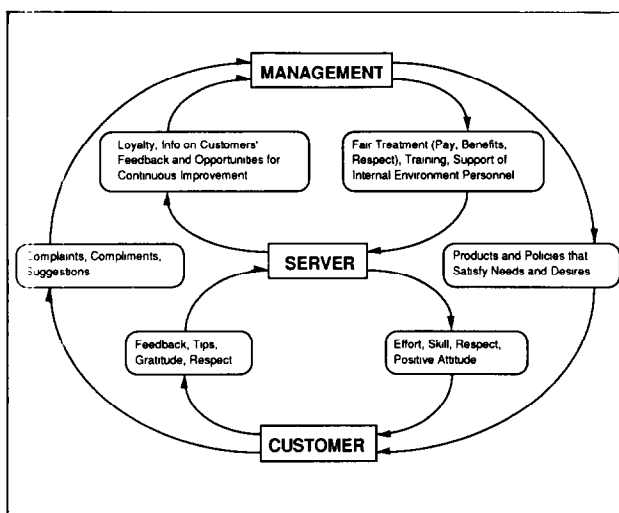 MANAGEMENT
Loyalty, Info on Customers'
Feedback and Opportunities for
Continuous Improvement
Fair Treatment (Pay, Benefits,
Respect), Training, Support of
Internal Environment Personnel
Complaints, Compliments,
Suggestions
SERVER
Products and Policies that
Satisfy Needs and Desires
Feedback, Tips,
Gratitude, Respect
Effort, Skill, Respect,
Positive Attitude
CUSTOMER